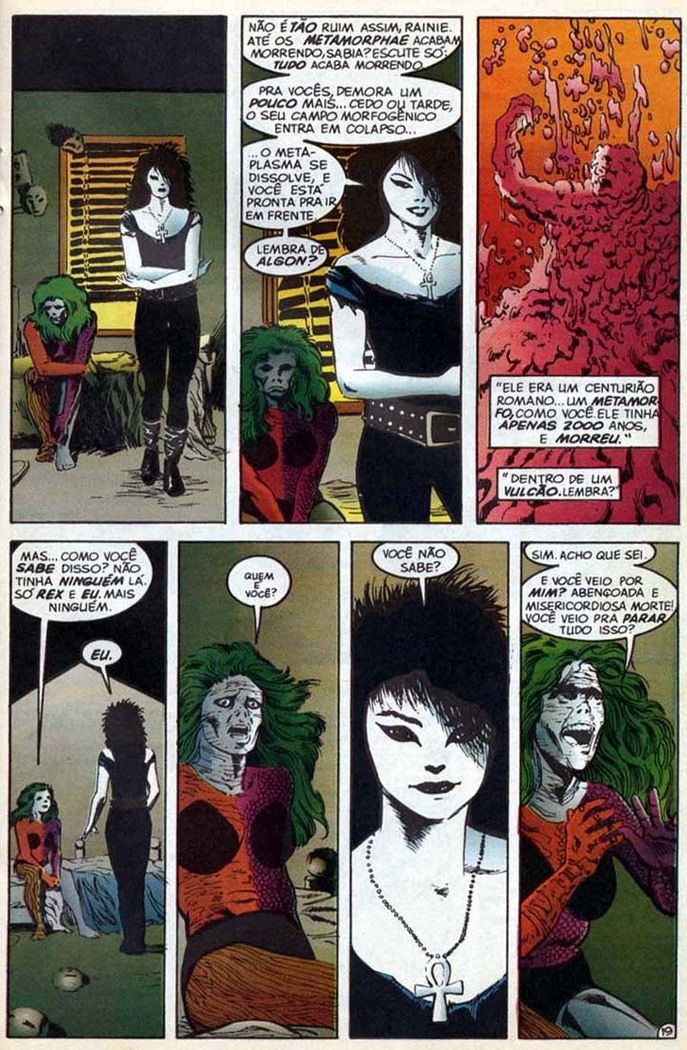 NÃO É TÃO RUIM ASSIM, RAINIE.
ATÉ OS METAMORPHAE ACABAM
MORRENDO, SABIA? ESCUTE SÓ:
TUDO ACABA MORRENDO.
PRA VOCÊS, DEMORA UM
POUCO MAIS... CEDO OU TARDE,
O SEU CAMPO MORFOGÊNICO
ENTRA EM COLAPSO...
... O META-
PLASMA SE
DISSOLVE, E
VOCÊ ESTÁ
PRONTA PRA IR
EM FRENTE.
LEMBRA DE
ALGON?
"ELE ERA UM CENTURIÃO
ROMANO... UM METAMOR-
FO, COMO VOCÊ. ELE TINHA
APENAS 2000 ANOS,
E MORREU."
"DENTRO DE UM
VULCÃO. LEMBRA?"
MAS... COMO VOCÊ
SABE DISSO? NÃO
TINHA NINGUÉM LÁ.
SÓ REX E EU. MAIS
NINGUÉM.
EU.
QUEM
É
VOCÊ?
VOCÊ NÃO
SABE?
SIM. ACHO QUE SEI.
E VOCÊ VEIO POR
MIM? ABENÇOADA E
MISERICORDIOSA MORTE!
VOCÊ VEIO PRA PARAR
TUDO ISSO?
19